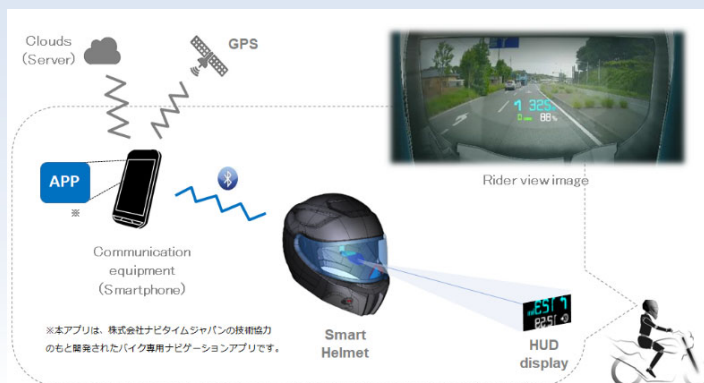 Clouds
(Server)
GPS
APP
※
Communication
equipment
(Smartphone)
Rider view image
Smart
Helmet
HUD
display
※本アプリは、株式会社ナビタイムジャパンの技術協力
のもと開発されたバイク専用ナビゲーションアプリです。